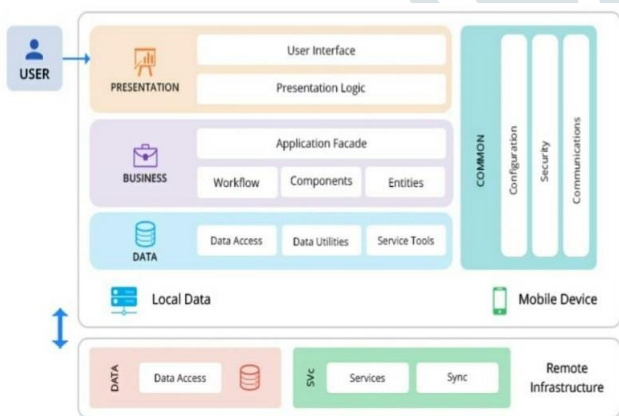 USER
PRESENTATION
User Interface
Presentation Logic
BUSINESS
Application Facade
Workflow
Components
Entities
DATA
Data Access
Data Utilities
Service Tools
COMMON
Configuration
Security
Communications
Local Data
Mobile Device
DATA
Data Access
SVc
Services
Sync
Remote
Infrastructure